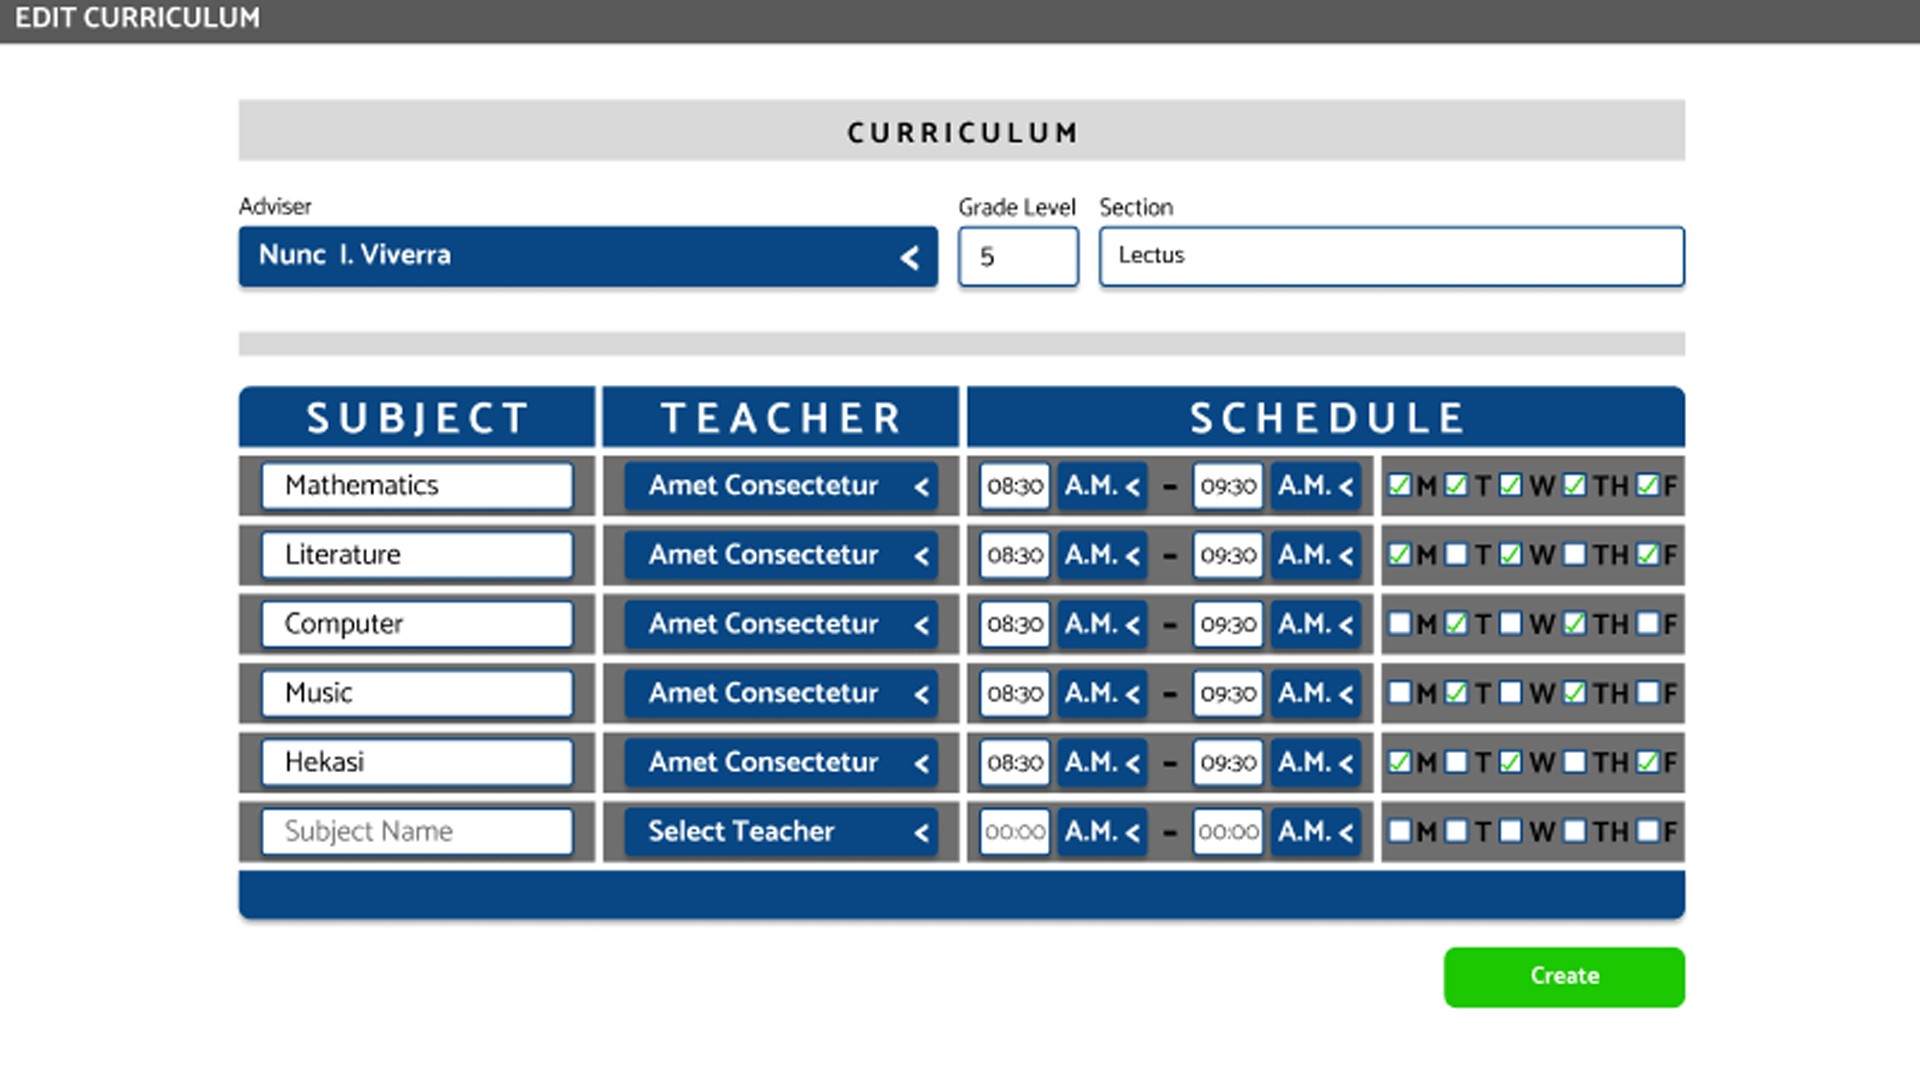 EDIT CURRICULUM
CURRICULUM
Adviser Grade Level Section
Nunc I. Viverra < 5 Lectus
SUBJECT TEACHER SCHEDULE
Mathematics Amet Consectetur < 08:30 A.M. < - 09:30 A.M. < M T W TH F
Literature Amet Consectetur < 08:30 A.M. < - 09:30 A.M. < M T W TH F
Computer Amet Consectetur < 08:30 A.M. < - 09:30 A.M. < M T W TH F
Music Amet Consectetur < 08:30 A.M. < - 09:30 A.M. < M T W TH F
Hekasi Amet Consectetur < 08:30 A.M. < - 09:30 A.M. < M T W TH F
Subject Name Select Teacher < 00:00 A.M. < - 00:00 A.M. < M T W TH F
Create